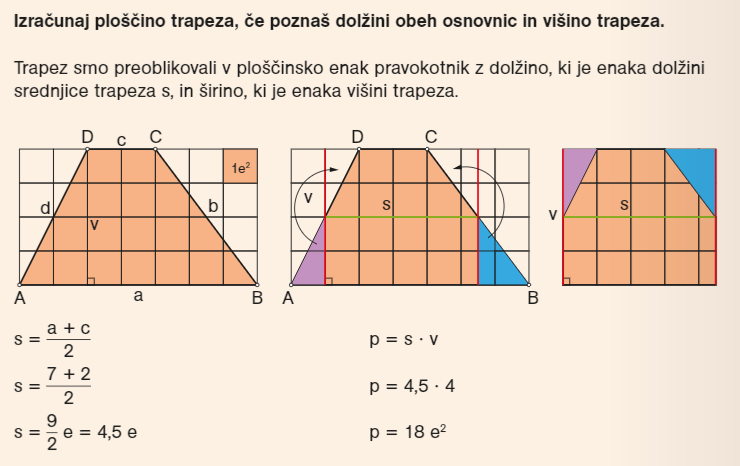 Izračunaj ploščino trapeza, če poznaš dolžini obeh osnovnic in višino trapeza.
Trapez smo preoblikovali v ploščinsko enak pravokotnik z dolžino, ki je enaka dolžini
srednjice trapeza s, in širino, ki je enaka višini trapeza.
D c C
1e²
d
b
v
A a B
D C
v
s
A B
s
v
s = (a + c)/2
p = s · v
s = (7 + 2)/2
p = 4,5 · 4
s = 9/2 e = 4,5 e
p = 18 e²